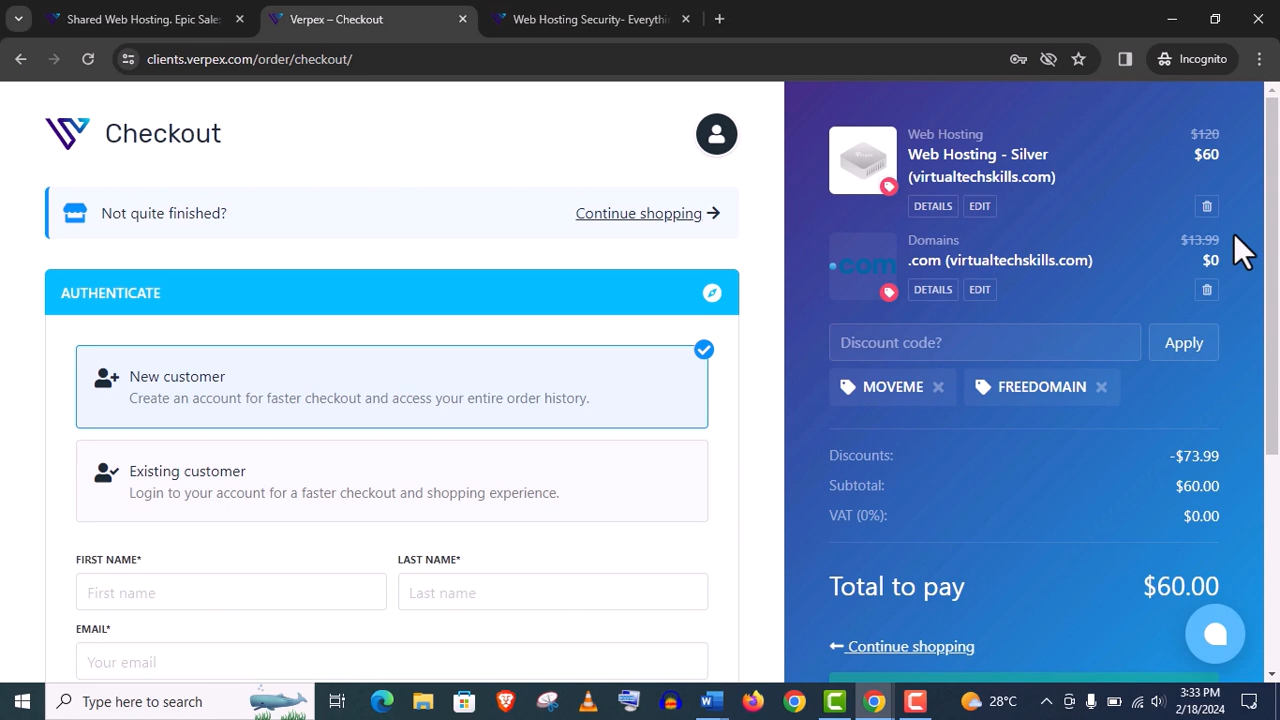 Shared Web Hosting. Epic Sale:
Verpex – Checkout
Web Hosting Security- Everythin
clients.verpex.com/order/checkout/
Incognito
Checkout
Not quite finished?
Continue shopping
AUTHENTICATE
New customer
Create an account for faster checkout and access your entire order history.
Existing customer
Login to your account for a faster checkout and shopping experience.
FIRST NAME*
LAST NAME*
First name
Last name
EMAIL*
Your email
Web Hosting
$120
Web Hosting - Silver
$60
(virtualtechskills.com)
DETAILS
EDIT
Domains
$13.99
.com
.com (virtualtechskills.com)
$0
DETAILS
EDIT
Discount code?
Apply
MOVEME
FREEDOMAIN
Discounts:
-$73.99
Subtotal:
$60.00
VAT (0%):
$0.00
Total to pay
$60.00
Continue shopping
Type here to search
28°C
3:33 PM
2/18/2024